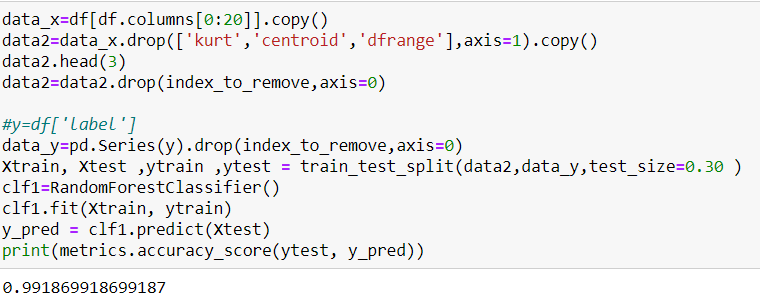 data_x=df[df.columns[0:20]].copy()
data2=data_x.drop(['kurt','centroid','dfrange'],axis=1).copy()
data2.head(3)
data2=data2.drop(index_to_remove,axis=0)
#y=df['label']
data_y=pd.Series(y).drop(index_to_remove,axis=0)
Xtrain, Xtest ,ytrain ,ytest = train_test_split(data2,data_y,test_size=0.30 )
clf1=RandomForestClassifier()
clf1.fit(Xtrain, ytrain)
y_pred = clf1.predict(Xtest)
print(metrics.accuracy_score(ytest, y_pred))
0.991869918699187